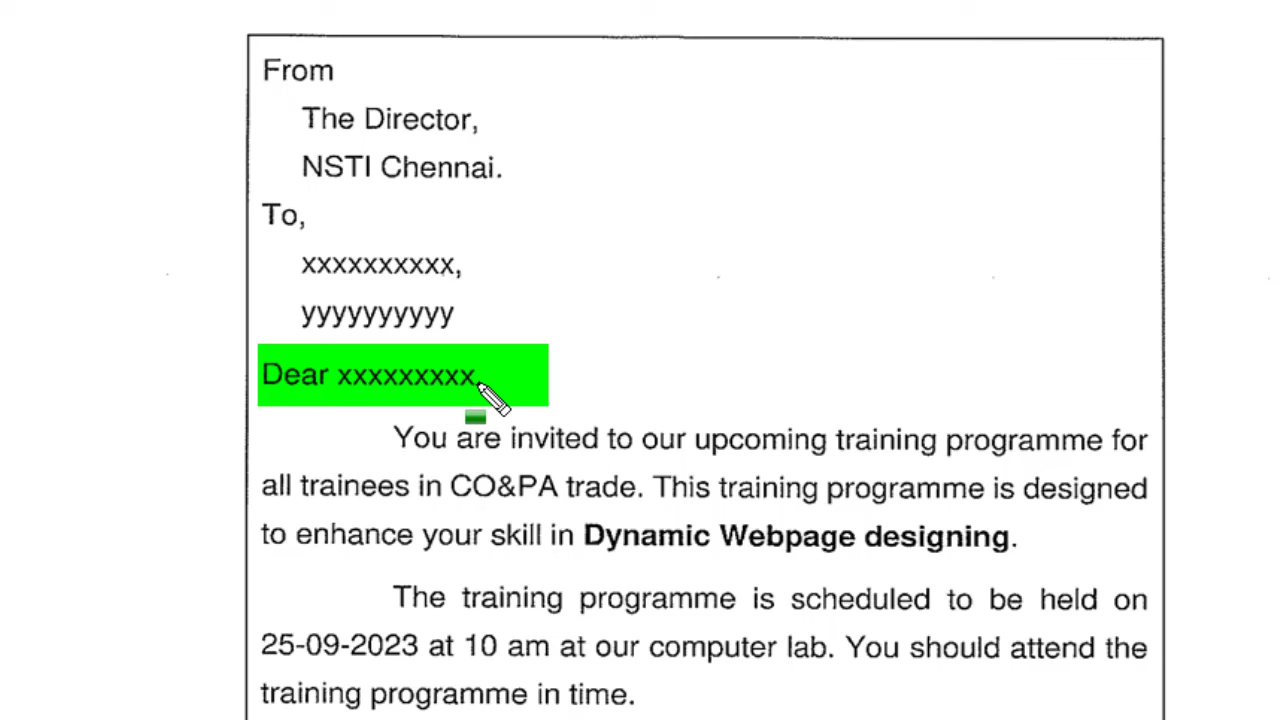 From
The Director,
NSTI Chennai.
To,
xxxxxxxxxx,
yyyyyyyyyy
Dear xxxxxxxxx,
You are invited to our upcoming training programme for
all trainees in CO&PA trade. This training programme is designed
to enhance your skill in Dynamic Webpage designing.
The training programme is scheduled to be held on
25-09-2023 at 10 am at our computer lab. You should attend the
training programme in time.